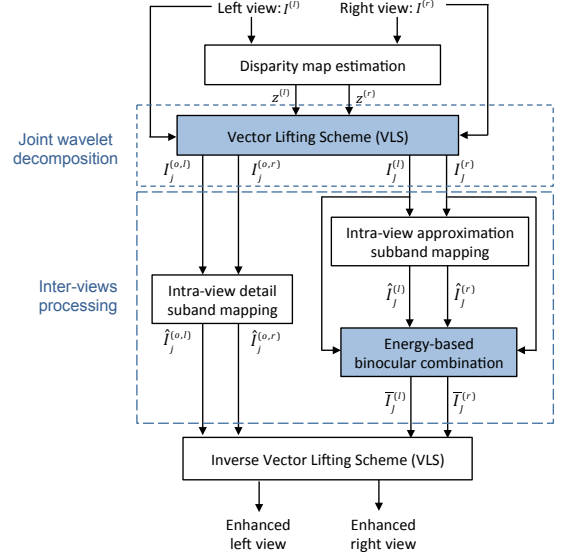 Left view: I^(l)
Right view: I^(r)
Disparity map estimation
z^(l) z^(r)
Joint wavelet
decomposition
Vector Lifting Scheme (VLS)
I_j^(o,l) I_j^(o,r) I_j^(l) I_j^(r)
Inter-views
processing
Intra-view approximation
subband mapping
Î_j^(l) Î_j^(r)
Intra-view detail
suband mapping
Î_j^(o,l) Î_j^(o,r)
Energy-based
binocular combination
Ī_j^(l) Ī_j^(r)
Inverse Vector Lifting Scheme (VLS)
Enhanced
left view
Enhanced
right view